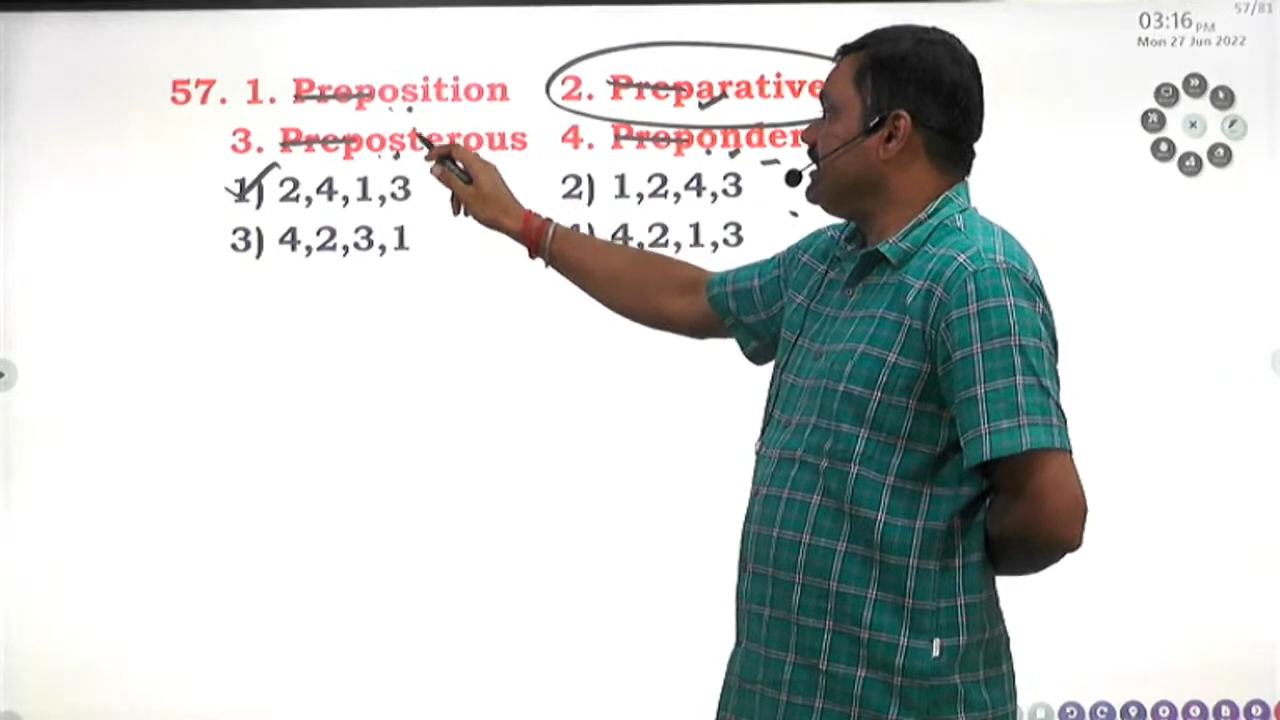 57/81
03:16 PM
Mon 27 Jun 2022
57. 1. Preposition 2. Preparative
3. Preposterous 4. Preponder
1) 2,4,1,3 2) 1,2,4,3
3) 4,2,3,1 4) 4,2,1,3